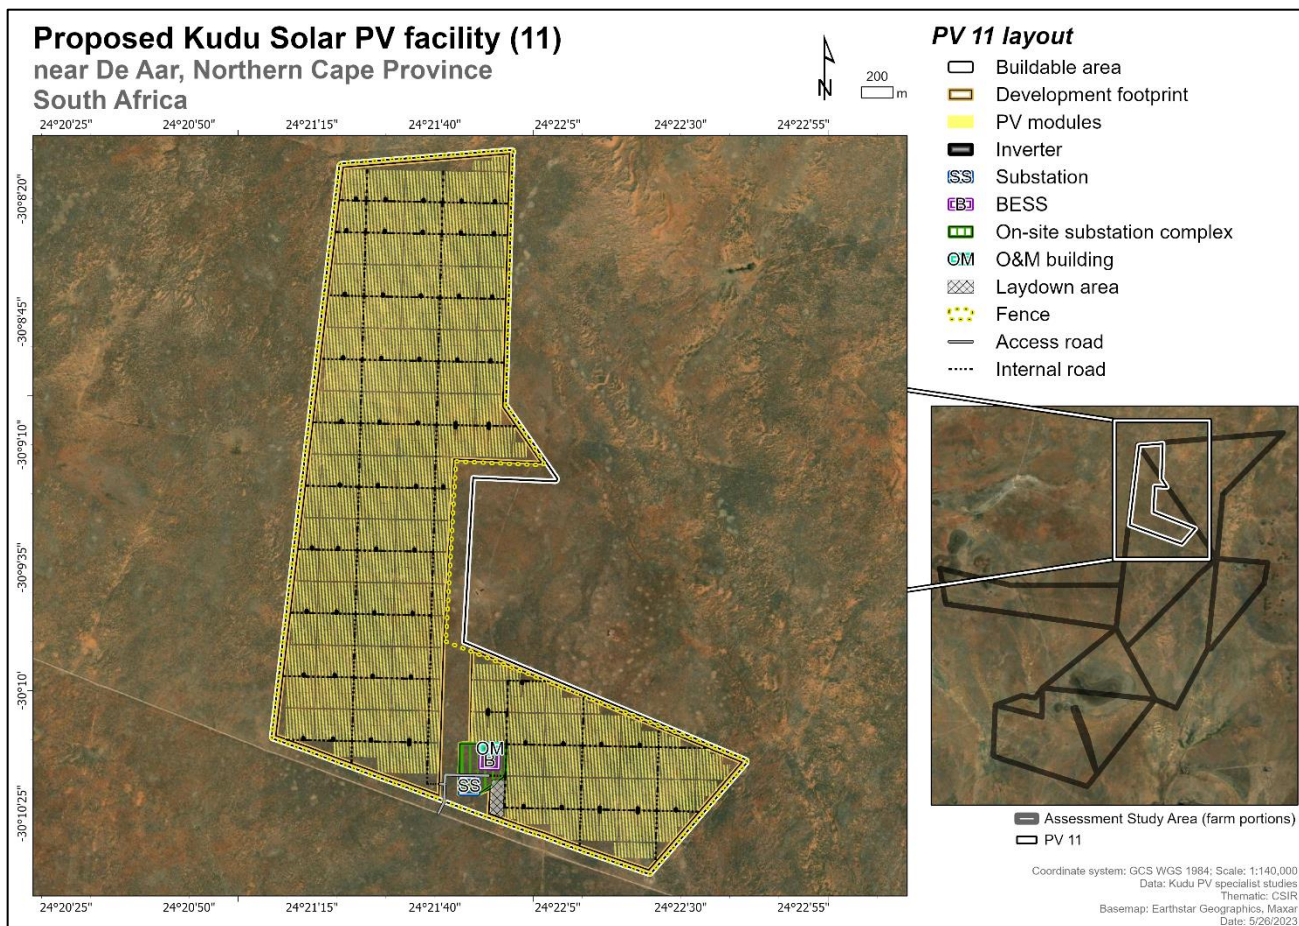 Proposed Kudu Solar PV facility (11)
near De Aar, Northern Cape Province
South Africa
N
200
m
24°20'25" 24°20'50" 24°21'15" 24°21'40" 24°22'5" 24°22'30" 24°22'55"
-30°8'20"
-30°8'45"
-30°9'10"
-30°9'35"
-30°10'
-30°10'25"
OM
B
SS
24°20'25" 24°20'50" 24°21'15" 24°21'40" 24°22'5" 24°22'30" 24°22'55"
PV 11 layout
Buildable area
Development footprint
PV modules
Inverter
SS Substation
B BESS
On-site substation complex
OM O&M building
Laydown area
Fence
Access road
Internal road
Assessment Study Area (farm portions)
PV 11
Coordinate system: GCS WGS 1984; Scale: 1:140,000
Data: Kudu PV specialist studies
Thematic: CSIR
Basemap: Earthstar Geographics, Maxar
Date: 5/26/2023